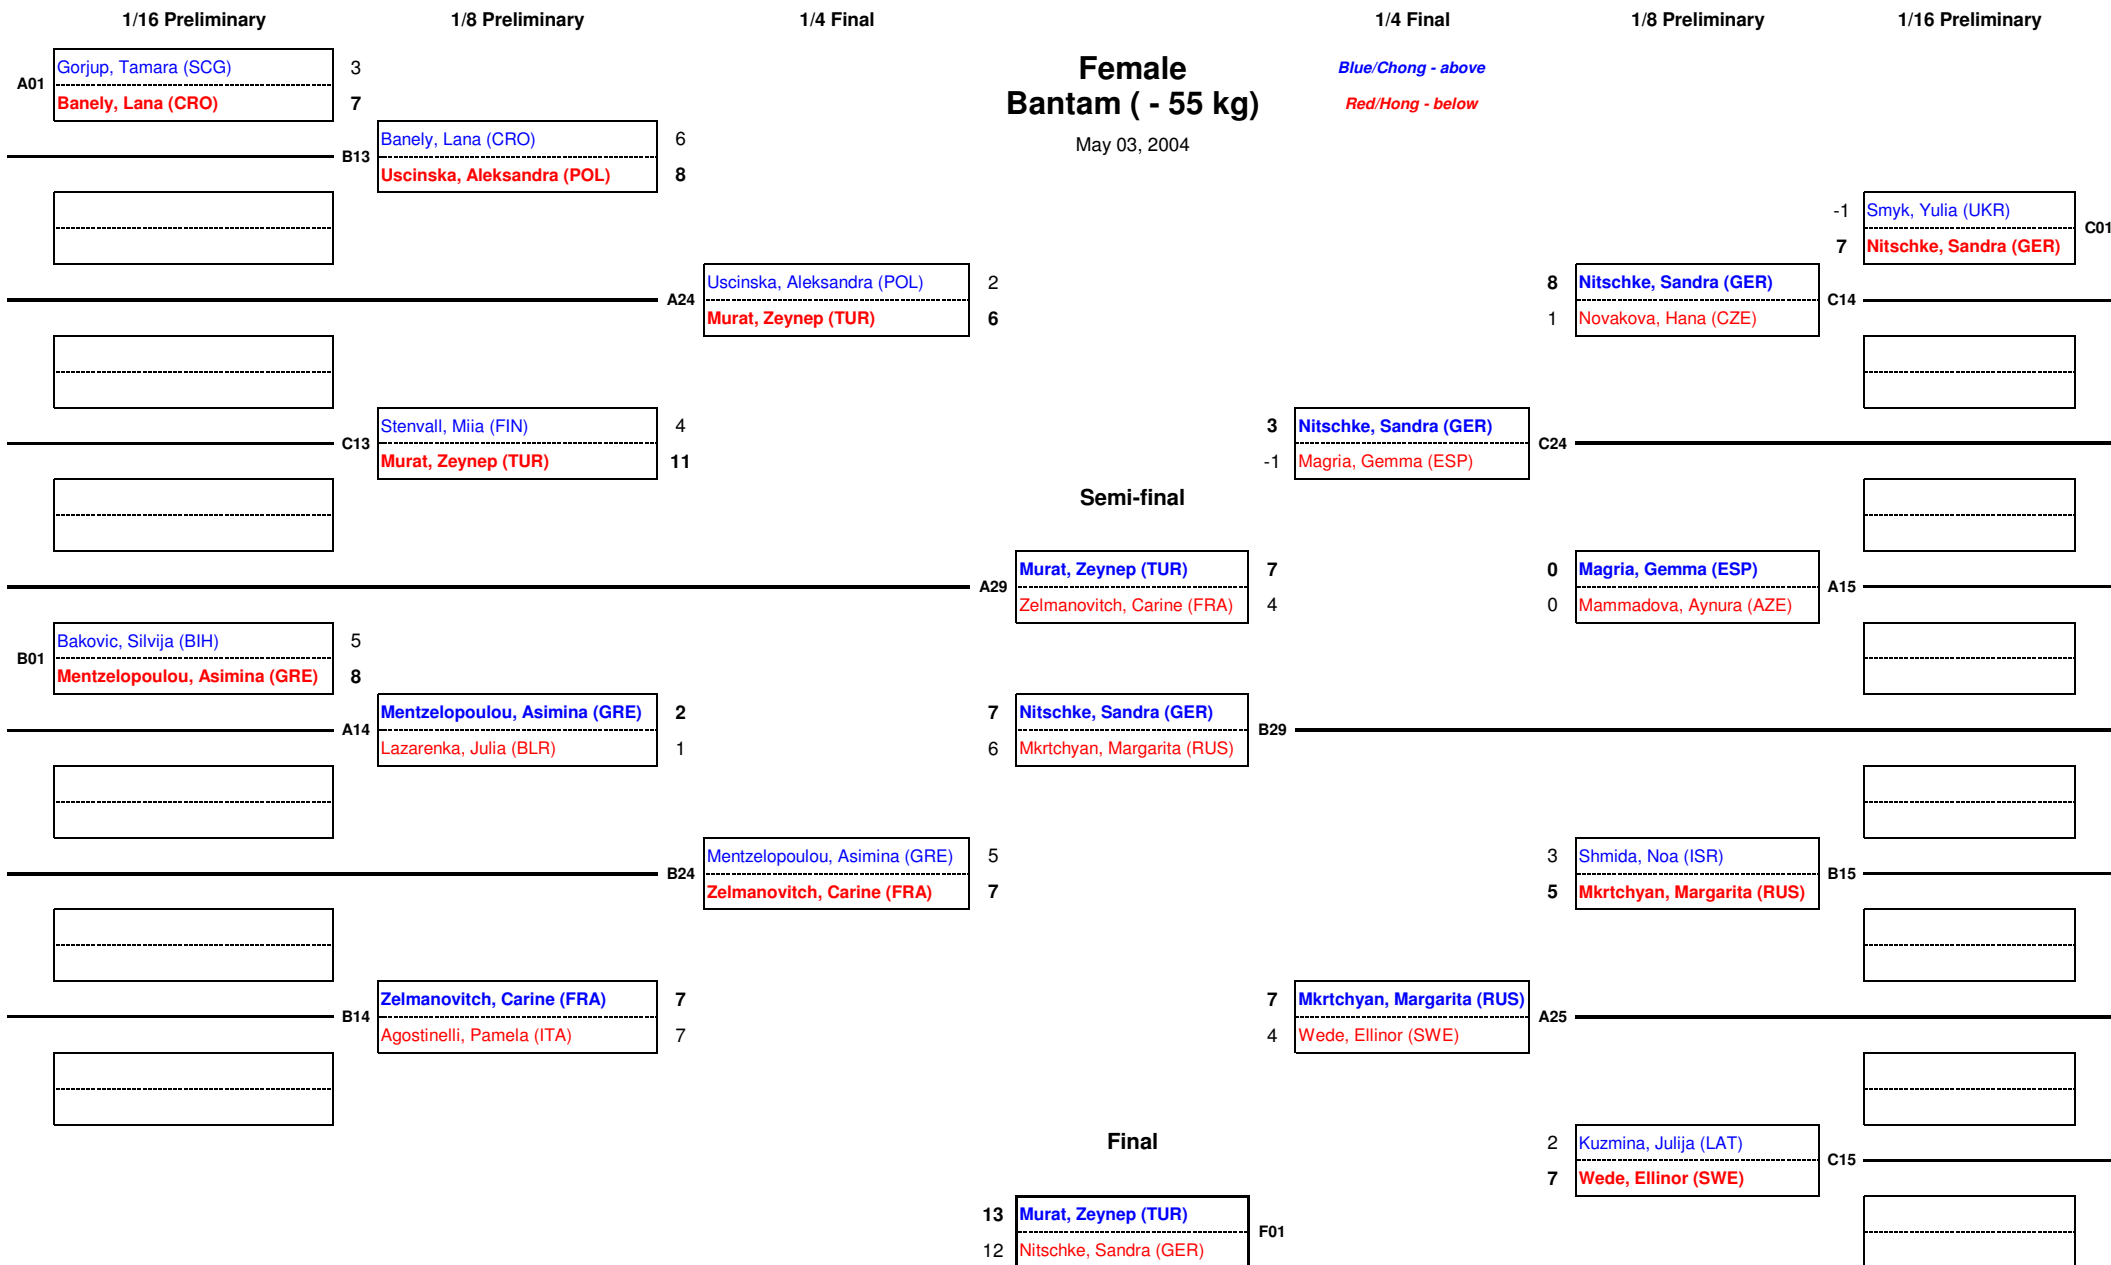 1/16 Preliminary 1/8 Preliminary 1/4 Final 1/4 Final 1/8 Preliminary 1/16 Preliminary
Female
Bantam ( - 55 kg)
May 03, 2004
Blue/Chong - above
Red/Hong - below
A01
Gorjup, Tamara (SCG) 3
Banely, Lana (CRO) 7
B01
Bakovic, Silvija (BIH) 5
Mentzelopoulou, Asimina (GRE) 8
B13
Banely, Lana (CRO) 6
Uscinska, Aleksandra (POL) 8
C13
Stenvall, Miia (FIN) 4
Murat, Zeynep (TUR) 11
A14
Mentzelopoulou, Asimina (GRE) 2
Lazarenka, Julia (BLR) 1
B14
Zelmanovitch, Carine (FRA) 7
Agostinelli, Pamela (ITA) 7
A24
Uscinska, Aleksandra (POL) 2
Murat, Zeynep (TUR) 6
B24
Mentzelopoulou, Asimina (GRE) 5
Zelmanovitch, Carine (FRA) 7
Semi-final
A29
Murat, Zeynep (TUR) 7
Zelmanovitch, Carine (FRA) 4
7 Nitschke, Sandra (GER)
6 Mkrtchyan, Margarita (RUS)
B29
Final
13 Murat, Zeynep (TUR)
12 Nitschke, Sandra (GER)
F01
3 Nitschke, Sandra (GER)
-1 Magria, Gemma (ESP)
C24
7 Mkrtchyan, Margarita (RUS)
4 Wede, Ellinor (SWE)
A25
8 Nitschke, Sandra (GER)
1 Novakova, Hana (CZE)
C14
0 Magria, Gemma (ESP)
0 Mammadova, Aynura (AZE)
A15
3 Shmida, Noa (ISR)
5 Mkrtchyan, Margarita (RUS)
B15
2 Kuzmina, Julija (LAT)
7 Wede, Ellinor (SWE)
C15
-1 Smyk, Yulia (UKR)
7 Nitschke, Sandra (GER)
C01